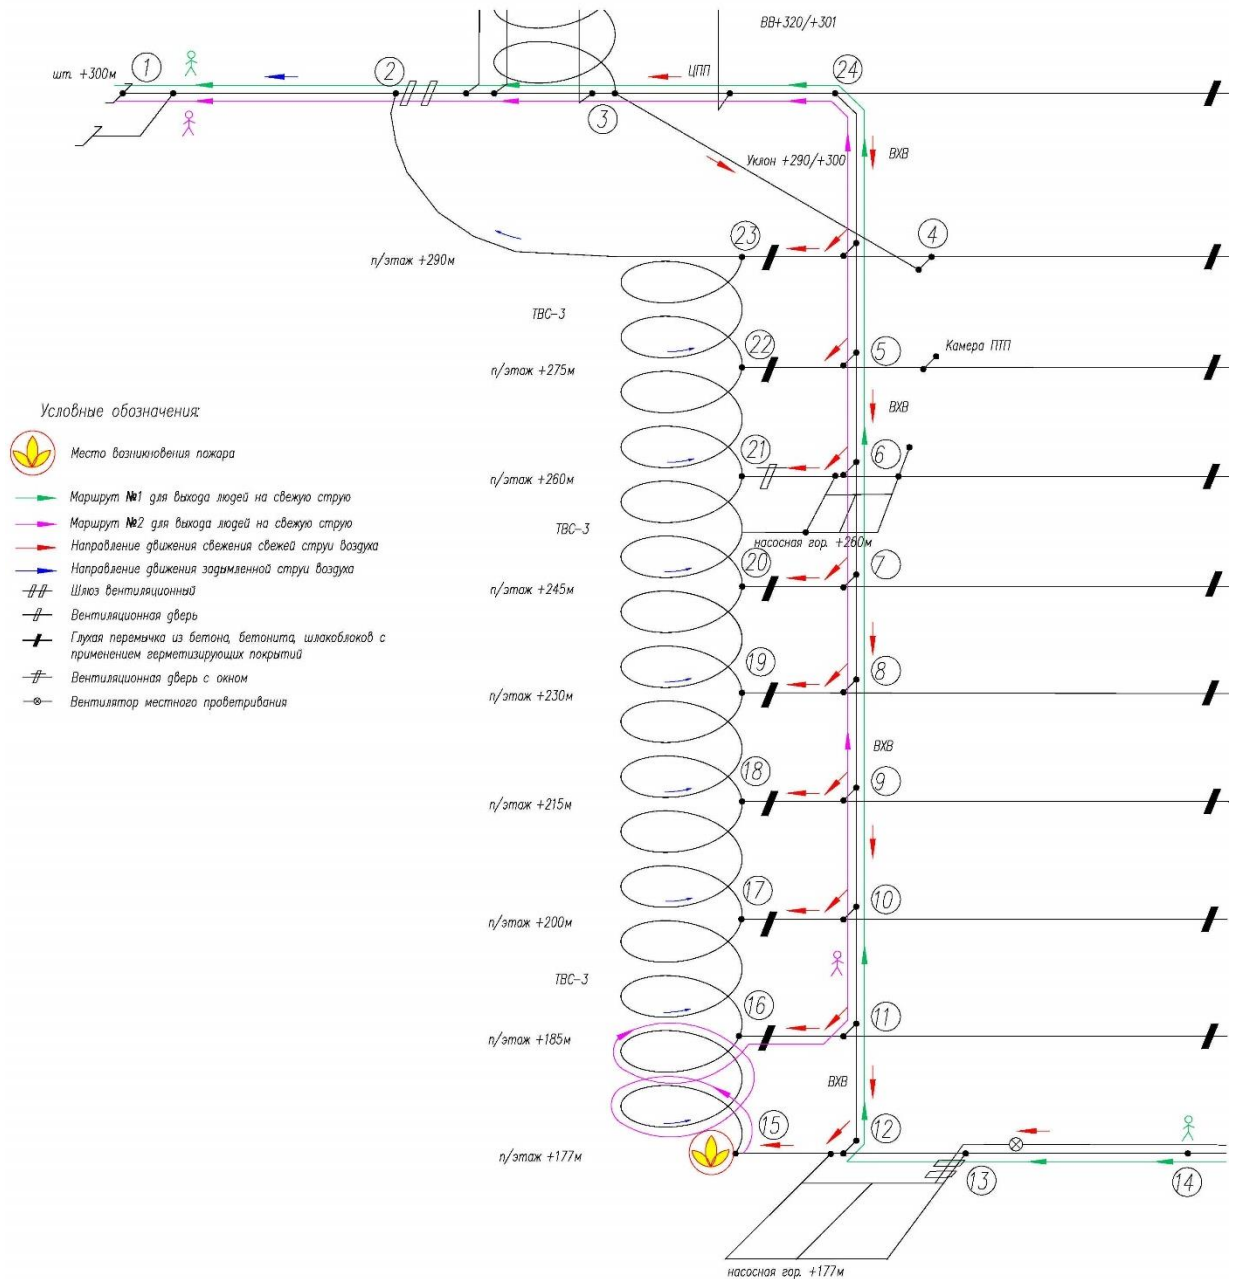 ВВ+320/+301
шт. +300м
1
2
ЦПП
24
3
ВХВ
Уклон +290/+300
23
4
п/этаж +290м
ТВС-3
22
5
Камера ПТП
п/этаж +275м
ВХВ
Условные обозначения:
Место возникновения пожара
21
6
п/этаж +260м
Маршрут №1 для выхода людей на свежую струю
Маршрут №2 для выхода людей на свежую струю
ТВС-3
насосная гор. +260м
Направление движения свежения свежей струи воздуха
Направление движения задымленной струи воздуха
20
7
п/этаж +245м
Шлюз вентиляционный
Вентиляционная дверь
Глухая перемычка из бетона, бетонита, шлакоблоков с
применением герметизирующих покрытий
19
8
Вентиляционная дверь с окном
п/этаж +230м
Вентилятор местного проветривания
ВХВ
18
9
п/этаж +215м
17
10
п/этаж +200м
ТВС-3
16
11
п/этаж +185м
ВХВ
15
12
п/этаж +177м
13
14
насосная гор. +177м